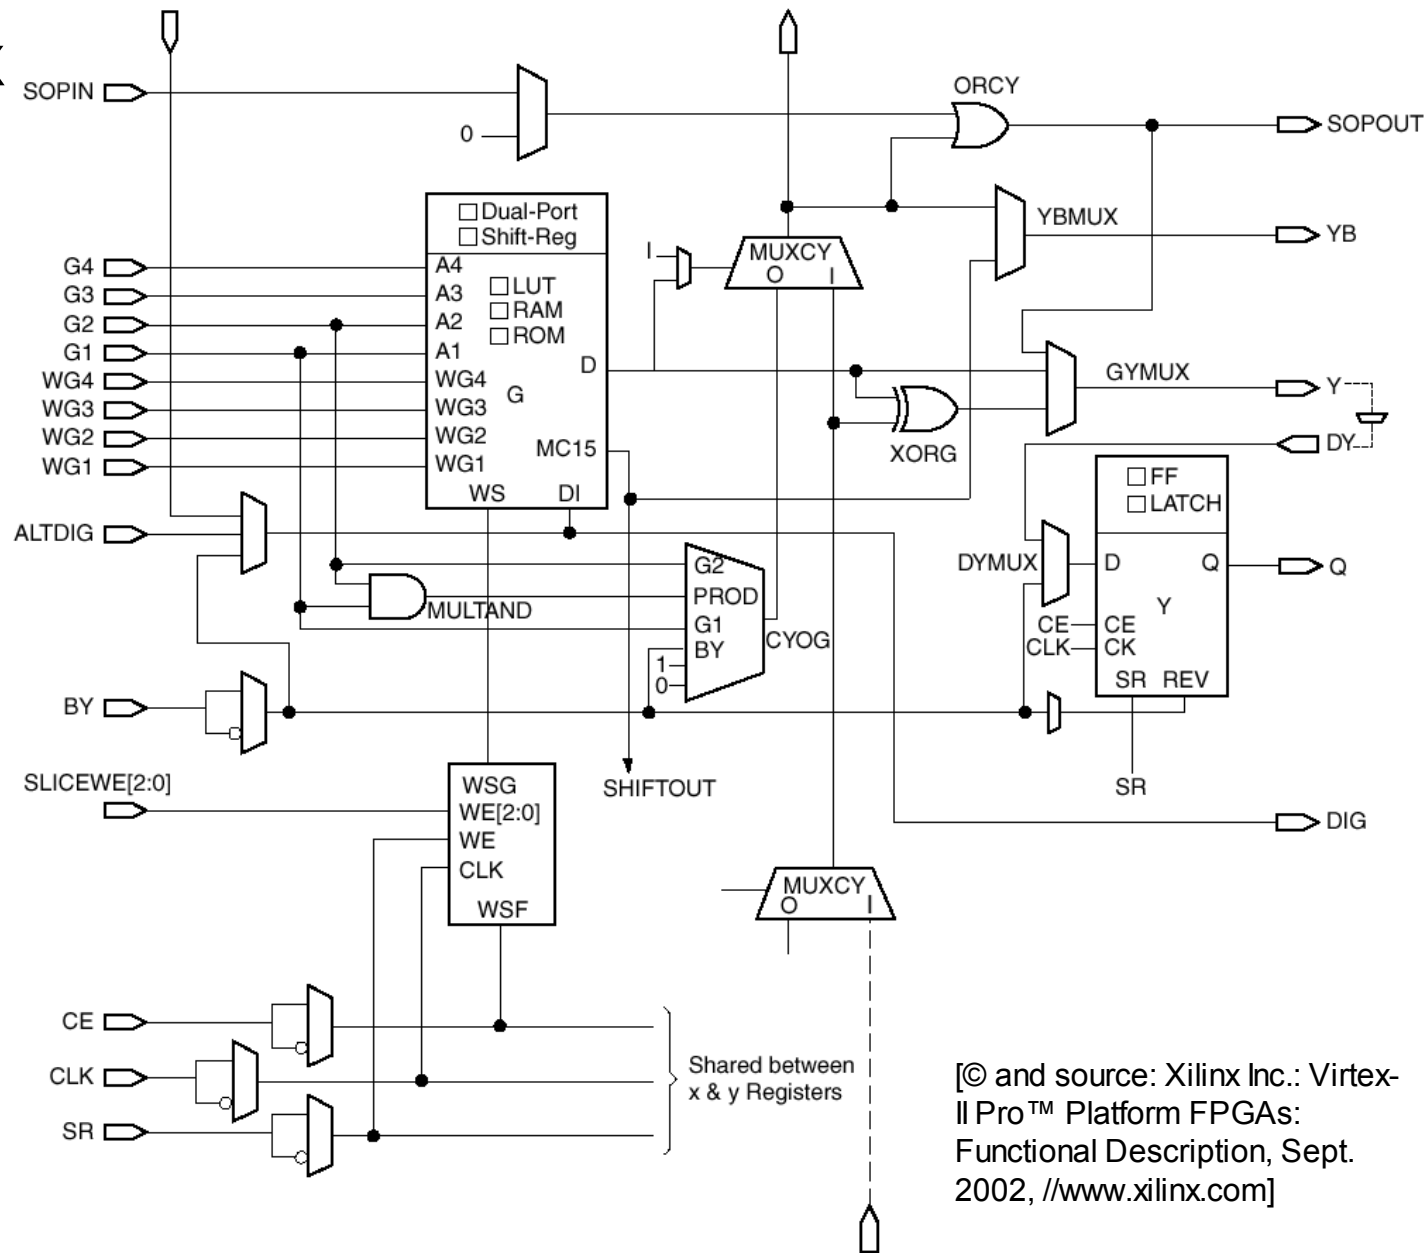 SOPIN
0
ORCY
SOPOUT
Dual-Port
Shift-Reg
YBMUX
YB
MUXCY
O I
I
G4
G3
G2
G1
WG4
WG3
WG2
WG1
A4
A3
A2
A1
WG4
WG3
WG2
WG1
LUT
RAM
ROM
G
D
MC15
WS DI
GYMUX
Y
DY
XORG
FF
LATCH
ALTDIG
DYMUX
D
Q
Q
Y
CE
CE
CLK
CK
SR REV
SR
G2
PROD
G1
BY
1
0
CYOG
MULTAND
BY
SLICEWE[2:0]
WSG
WE[2:0]
WE
CLK
WSF
SHIFTOUT
DIG
MUXCY
O I
CE
CLK
SR
Shared between
x & y Registers
[© and source: Xilinx Inc.: Virtex-
II Pro™ Platform FPGAs:
Functional Description, Sept.
2002, //www.xilinx.com]